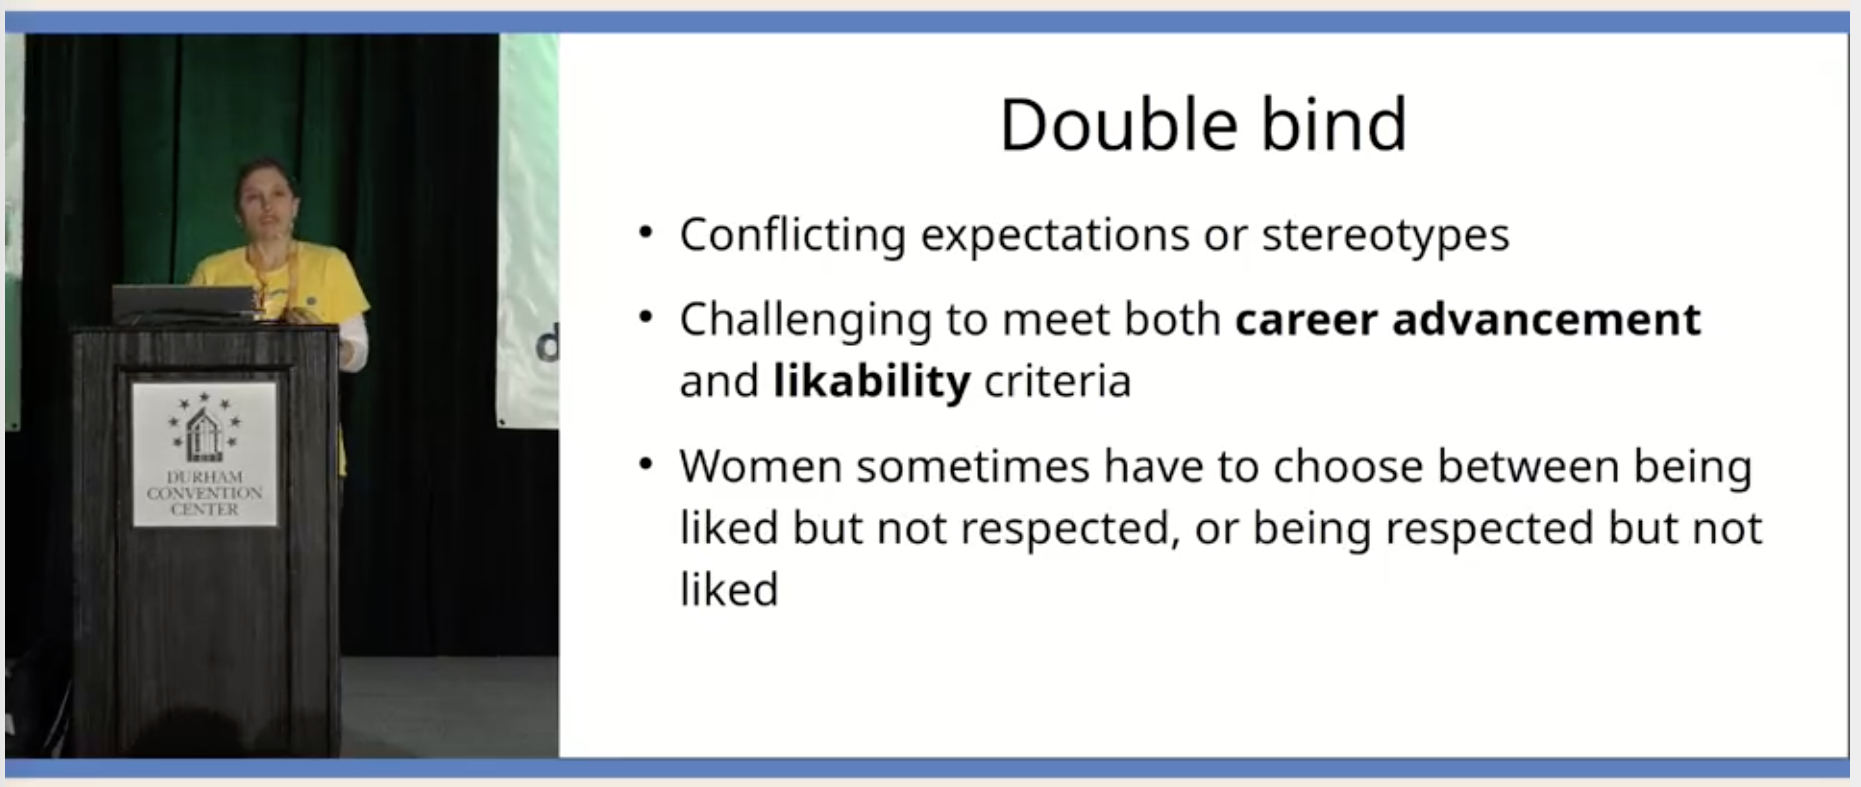 Double bind
• Conflicting expectations or stereotypes
• Challenging to meet both career advancement
and likability criteria
• Women sometimes have to choose between being
liked but not respected, or being respected but not
liked
DURHAM
CONVENTION
CENTER
d